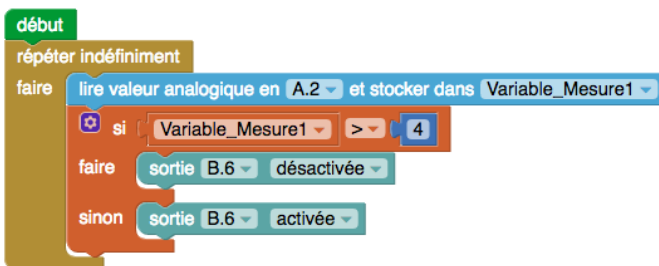 début
répéter indéfiniment
faire lire valeur analogique en A.2 et stocker dans Variable_Mesure1
si Variable_Mesure1 > 4
faire sortie B.6 désactivée
sinon sortie B.6 activée